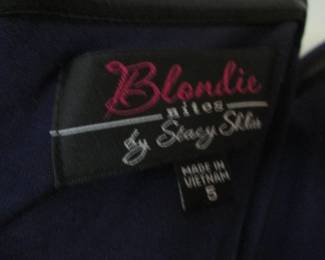 Blondie
nites
by Stacy Sklar
MADE IN
VIETNAM
5